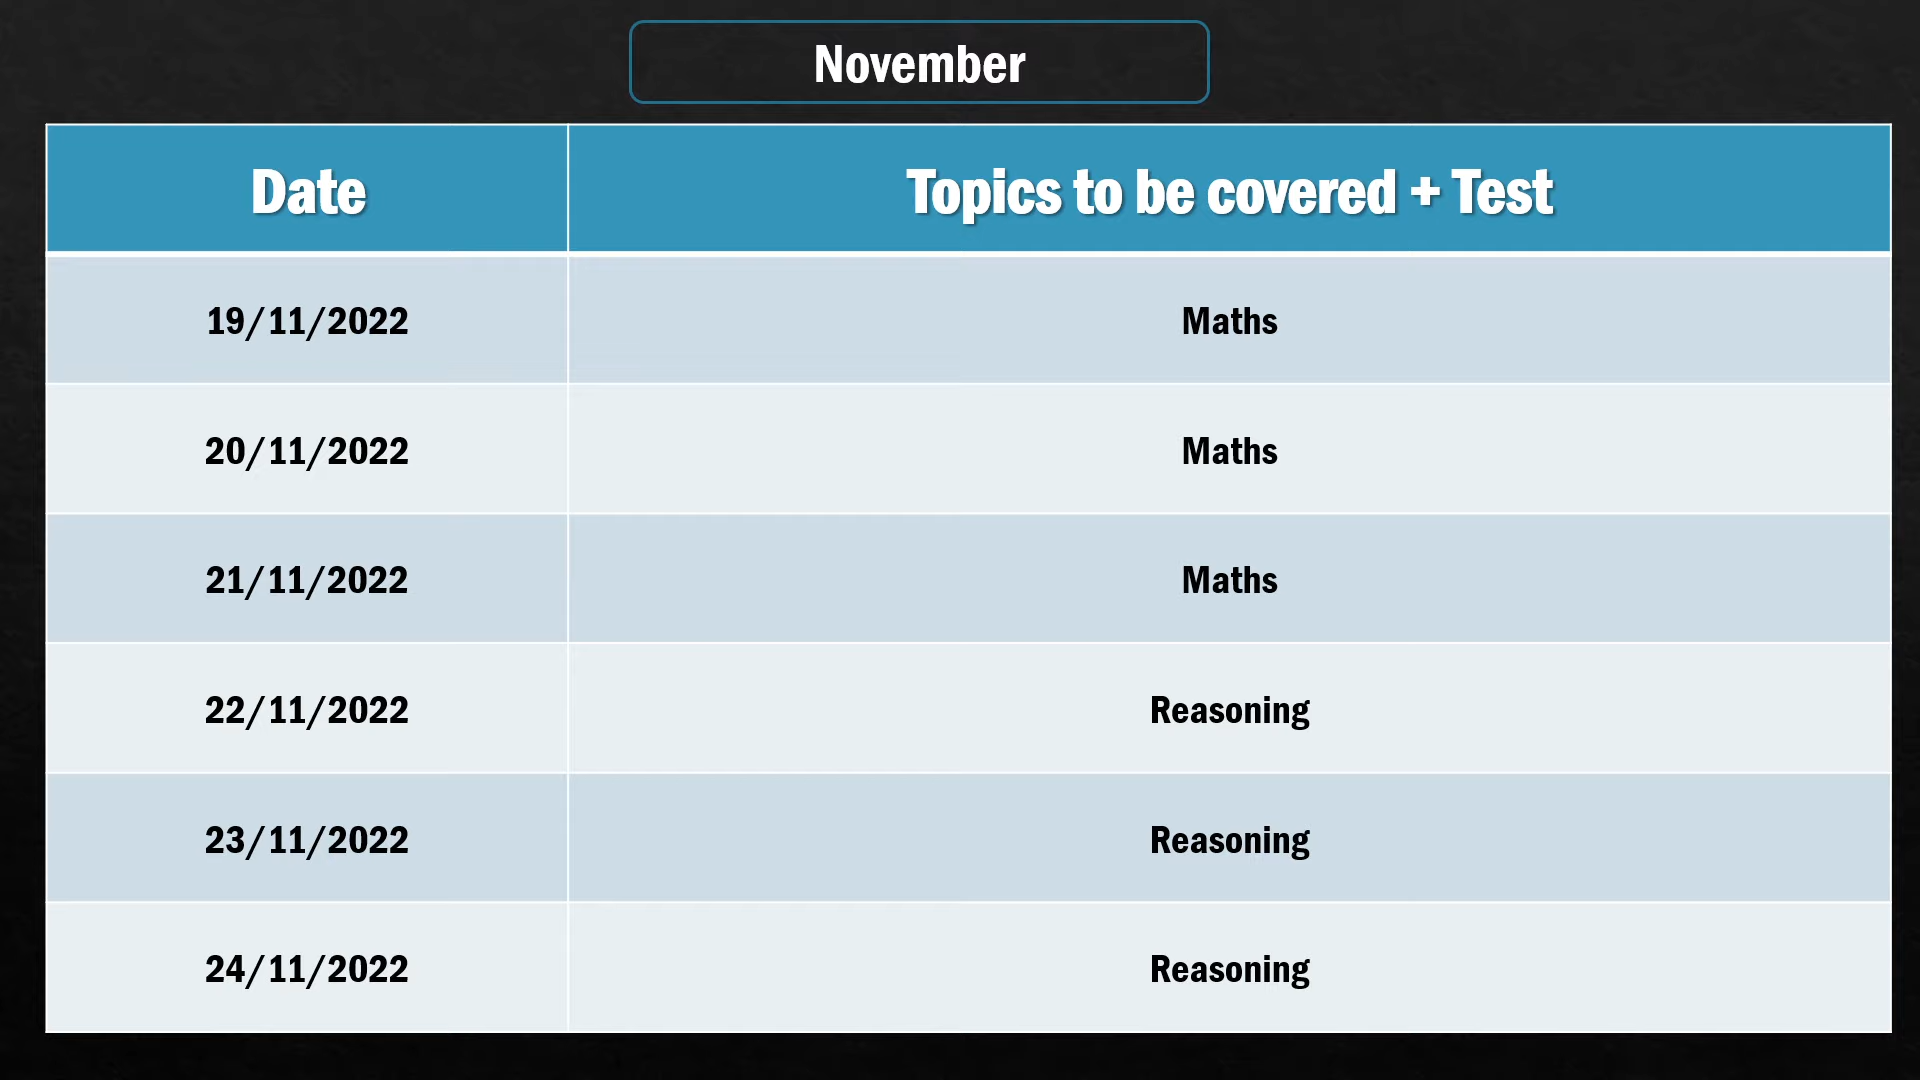 November
Date Topics to be covered + Test
19/11/2022 Maths
20/11/2022 Maths
21/11/2022 Maths
22/11/2022 Reasoning
23/11/2022 Reasoning
24/11/2022 Reasoning